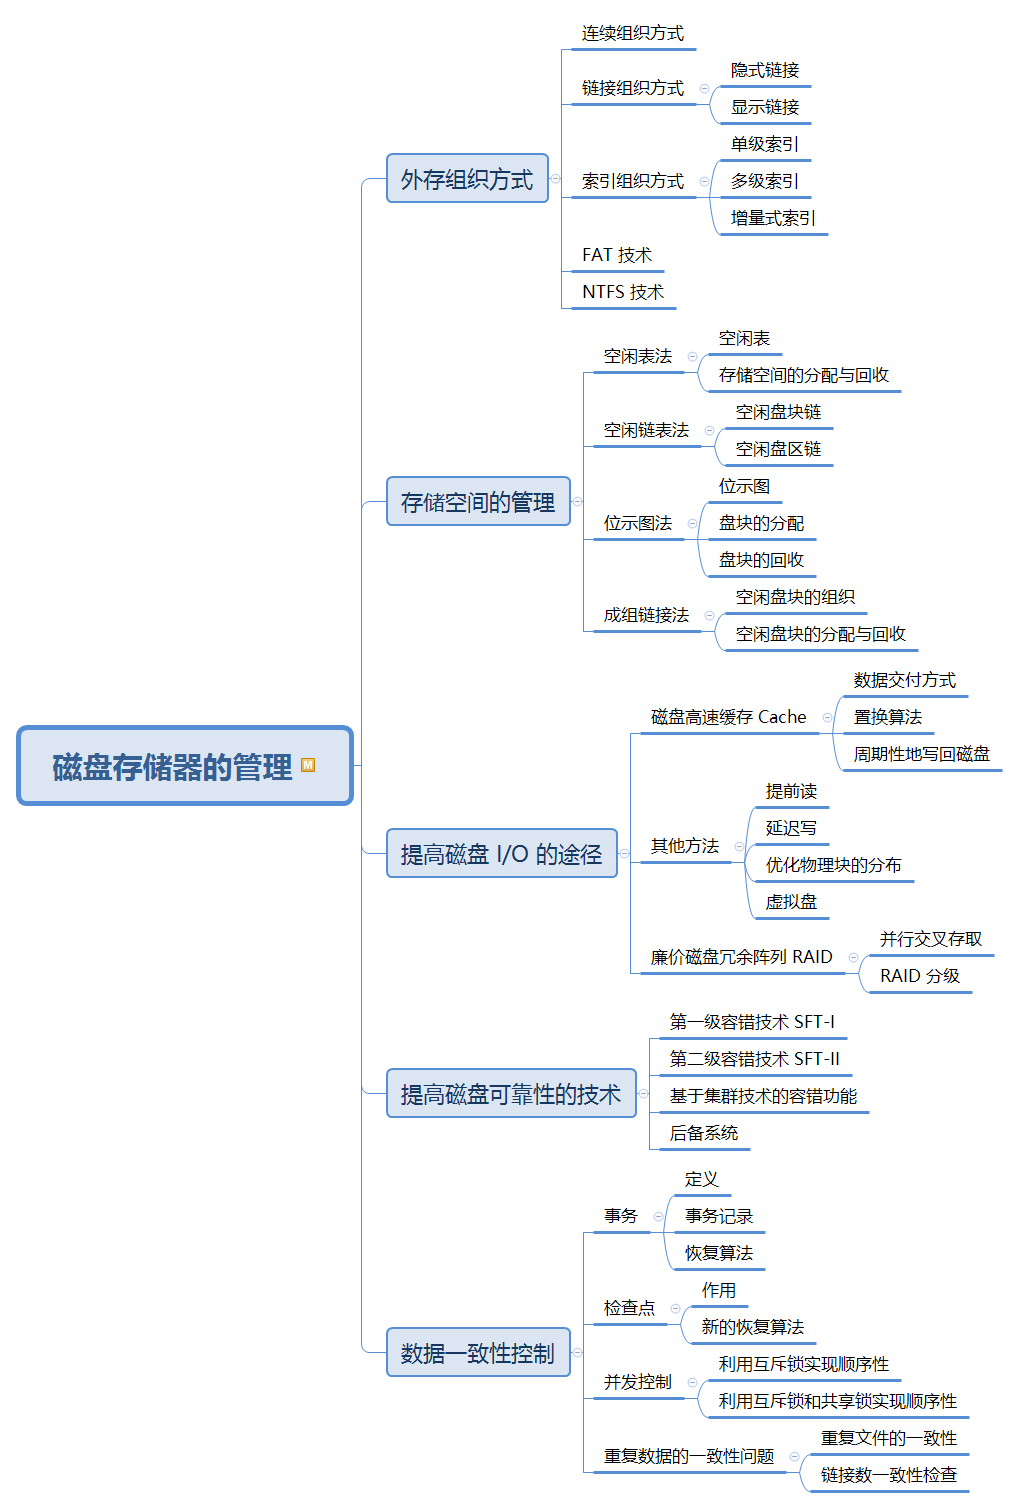 磁盘存储器的管理
M
外存组织方式
连续组织方式
链接组织方式
隐式链接
显示链接
索引组织方式
单级索引
多级索引
增量式索引
FAT 技术
NTFS 技术
存储空间的管理
空闲表法
空闲表
存储空间的分配与回收
空闲链表法
空闲盘块链
空闲盘区链
位示图法
位示图
盘块的分配
盘块的回收
成组链接法
空闲盘块的组织
空闲盘块的分配与回收
提高磁盘 I/O 的途径
磁盘高速缓存 Cache
数据交付方式
置换算法
周期性地写回磁盘
其他方法
提前读
延迟写
优化物理块的分布
虚拟盘
廉价磁盘冗余阵列 RAID
并行交叉存取
RAID 分级
提高磁盘可靠性的技术
第一级容错技术 SFT-I
第二级容错技术 SFT-II
基于集群技术的容错功能
后备系统
数据一致性控制
事务
定义
事务记录
恢复算法
检查点
作用
新的恢复算法
并发控制
利用互斥锁实现顺序性
利用互斥锁和共享锁实现顺序性
重复数据的一致性问题
重复文件的一致性
链接数一致性检查